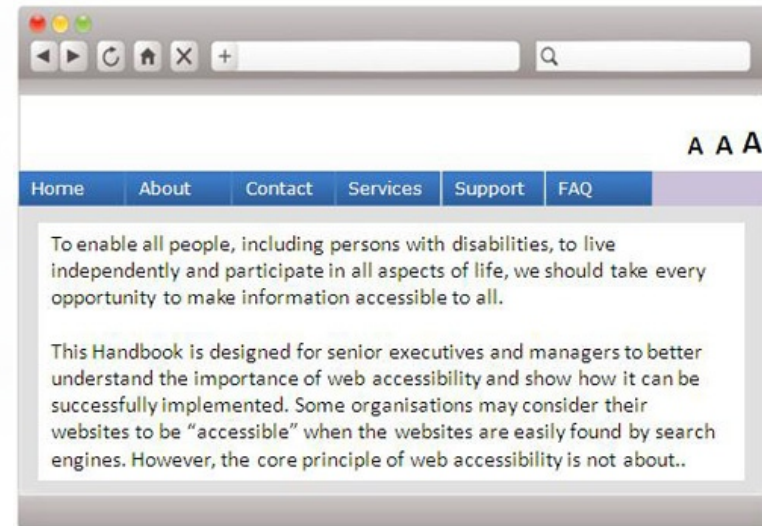 A A A
Home About Contact Services Support FAQ
To enable all people, including persons with disabilities, to live
independently and participate in all aspects of life, we should take every
opportunity to make information accessible to all.
This Handbook is designed for senior executives and managers to better
understand the importance of web accessibility and show how it can be
successfully implemented. Some organisations may consider their
websites to be “accessible” when the websites are easily found by search
engines. However, the core principle of web accessibility is not about..